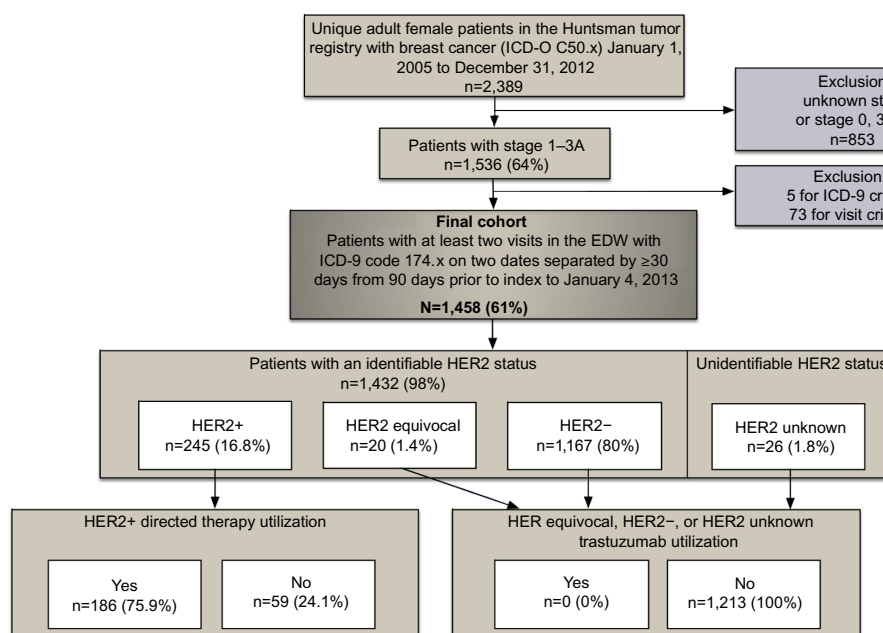 Unique adult female patients in the Huntsman tumor
registry with breast cancer (ICD-O C50.x) January 1,
2005 to December 31, 2012
n=2,389
Exclusion
unknown
or stage 0,
n=853
Patients with stage 1–3A
n=1,536 (64%)
Exclusion
5 for ICD-9
73 for visit
Final cohort
Patients with at least two visits in the EDW with
ICD-9 code 174.x on two dates separated by ≥30
days from 90 days prior to index to January 4, 2013
N=1,458 (61%)
Patients with an identifiable HER2 status
n=1,432 (98%)
Unidentifiable HER2 status
HER2+
n=245 (16.8%)
HER2 equivocal
n=20 (1.4%)
HER2−
n=1,167 (80%)
HER2 unknown
n=26 (1.8%)
HER2+ directed therapy utilization
Yes
n=186 (75.9%)
No
n=59 (24.1%)
HER equivocal, HER2−, or HER2 unknown
trastuzumab utilization
Yes
n=0 (0%)
No
n=1,213 (100%)